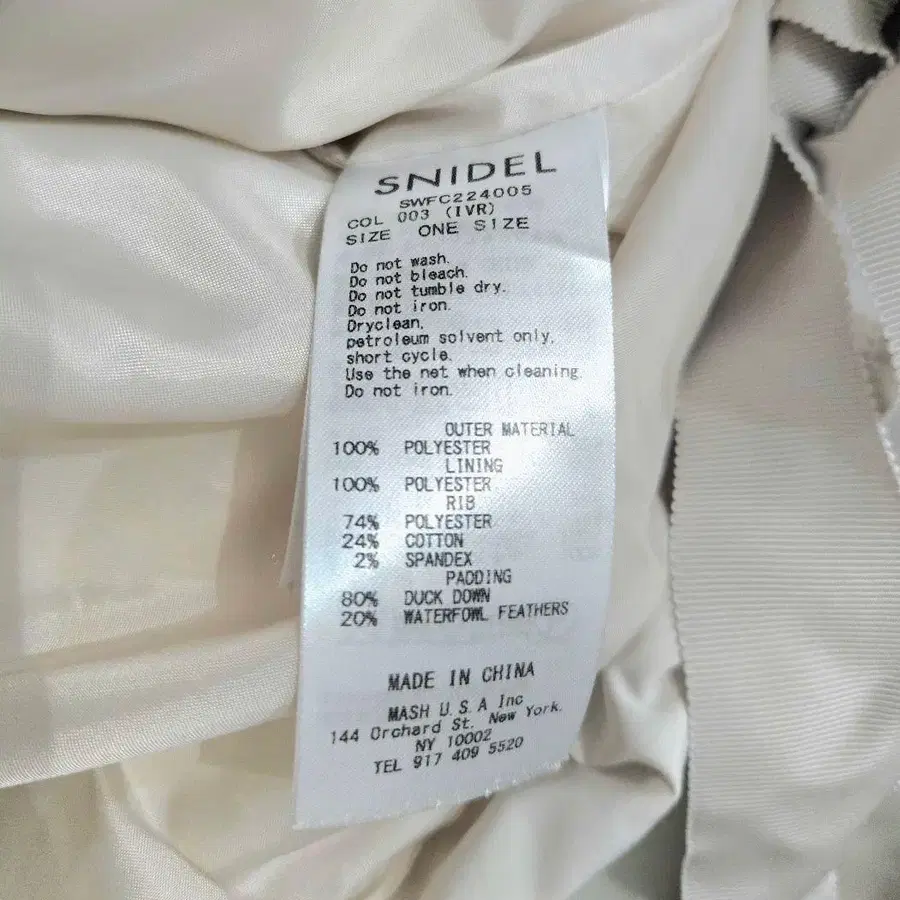 SNIDEL
SWFC224005
COL 003 (IVR)
SIZE ONE SIZE
Do not wash.
Do not bleach.
Do not tumble dry.
Do not iron.
Dryclean,
petroleum solvent only,
short cycle.
Use the net when cleaning.
Do not iron.
OUTER MATERIAL
100% POLYESTER
LINING
100% POLYESTER
RIB
74% POLYESTER
24% COTTON
2% SPANDEX
PADDING
80% DUCK DOWN
20% WATERFOWL FEATHERS
MADE IN CHINA
MASH U.S.A Inc
144 Orchard St. New York.
NY 10002
TEL 917 409 5520